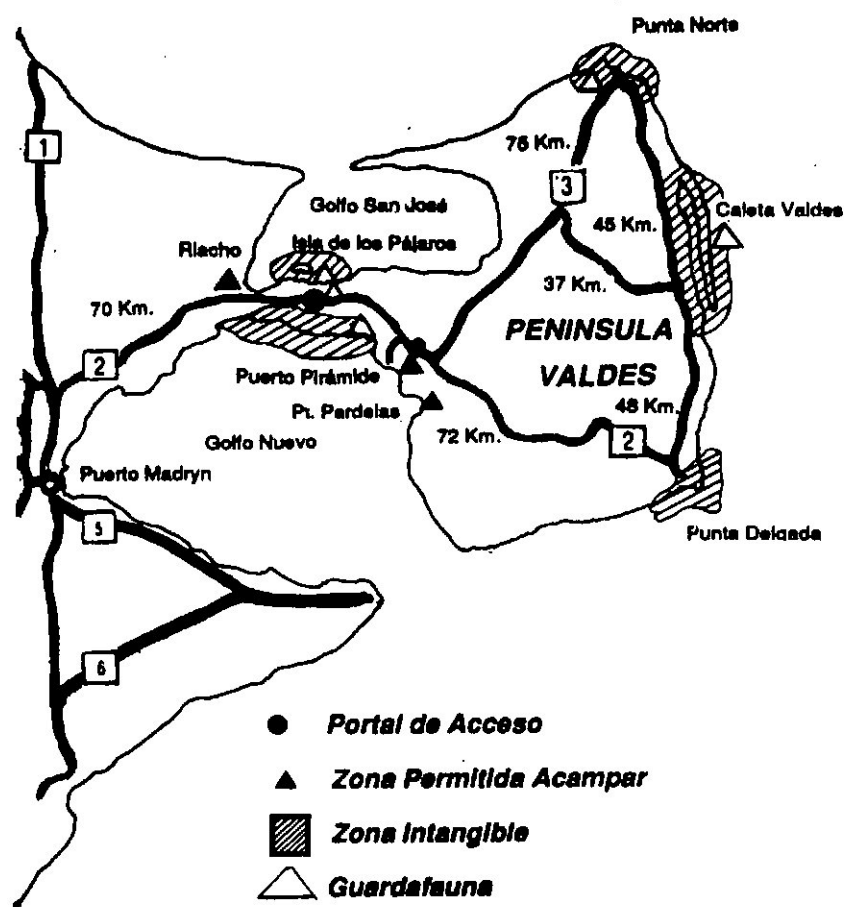 Punta Norte
1
75 Km.
3
Golfo San José
Caleta Valdes
45 Km.
Riacho
Isla de los Pájaros
37 Km.
70 Km.
PENINSULA
VALDES
2
Puerto Pirámide
Pt. Pardelas
48 Km.
72 Km.
2
Golfo Nuevo
Puerto Madryn
Punta Delgada
5
6
Portal de Acceso
Zona Permitida Acampar
Zona Intangible
Guardafauna